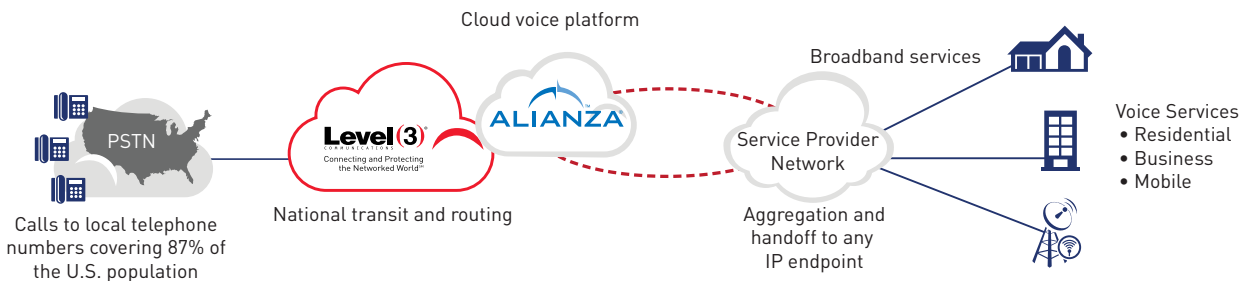 Cloud voice platform
PSTN
Calls to local telephone
numbers covering 87% of
the U.S. population
Level(3)®
COMMUNICATIONS
Connecting and Protecting
the Networked World℠
National transit and routing
ALIANZA™
Broadband services
Service Provider
Network
Aggregation and
handoff to any
IP endpoint
Voice Services
• Residential
• Business
• Mobile